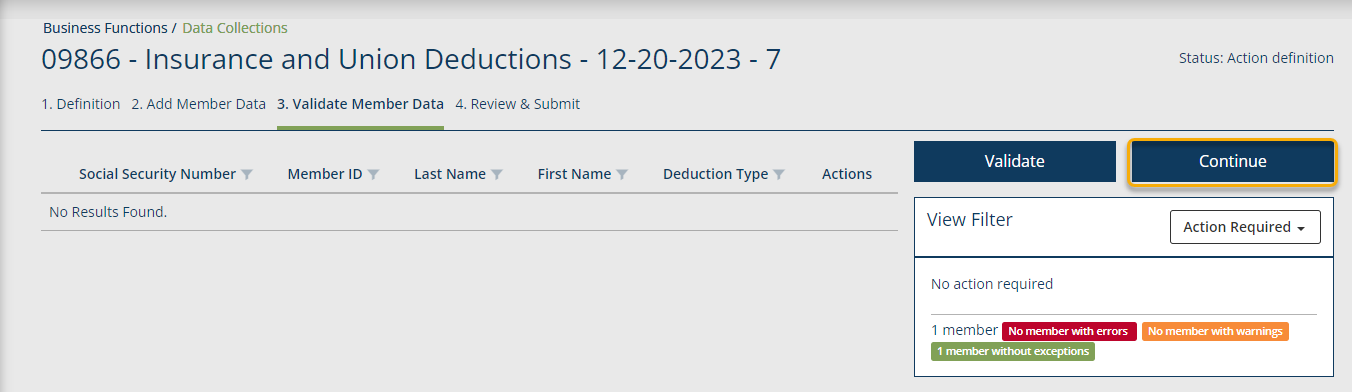 Business Functions / Data Collections
09866 - Insurance and Union Deductions - 12-20-2023 - 7
Status: Action definition
1. Definition 2. Add Member Data 3. Validate Member Data 4. Review & Submit
Social Security Number Member ID Last Name First Name Deduction Type Actions
No Results Found.
Validate Continue
View Filter Action Required
No action required
1 member No member with errors No member with warnings
1 member without exceptions